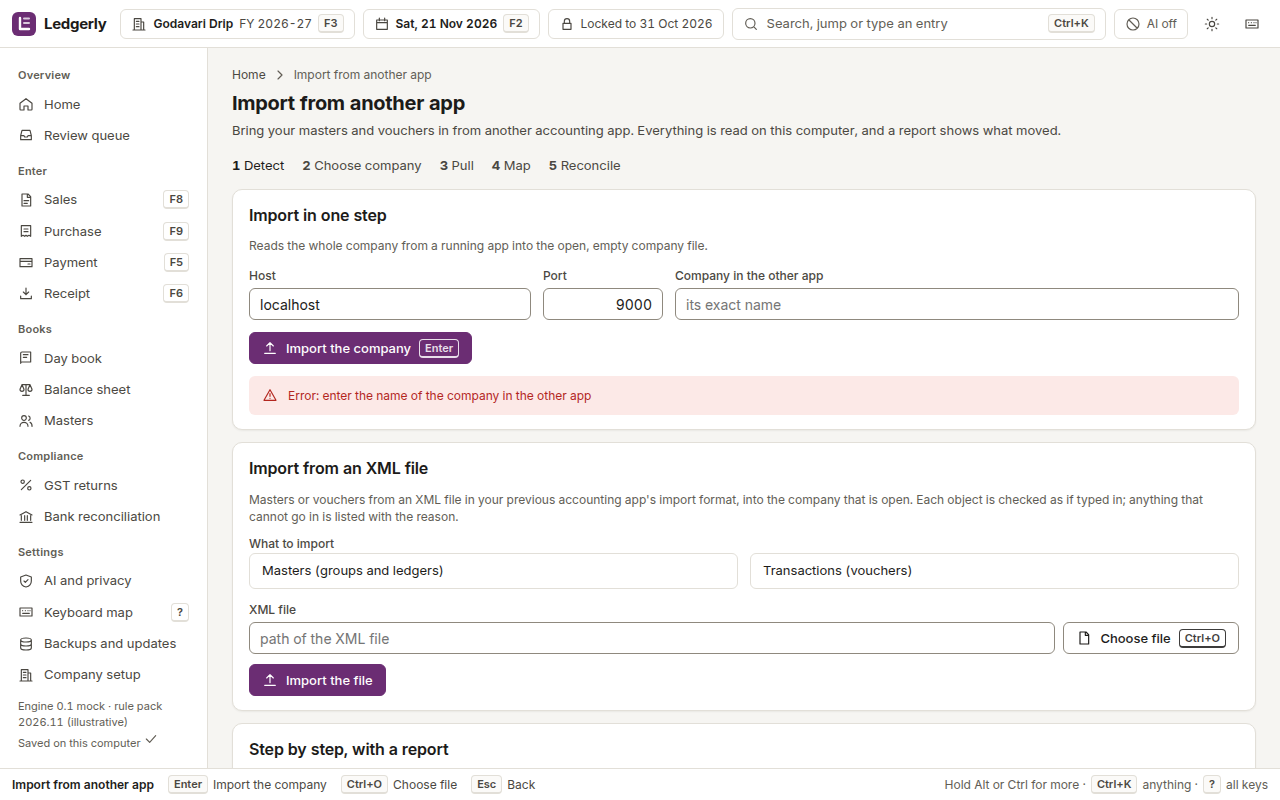 Ledgerly
Godavari Drip FY 2026-27 F3
Sat, 21 Nov 2026 F2
Locked to 31 Oct 2026
Search, jump or type an entry Ctrl+K
AI off
Overview
Home
Review queue
Enter
Sales F8
Purchase F9
Payment F5
Receipt F6
Books
Day book
Balance sheet
Masters
Compliance
GST returns
Bank reconciliation
Settings
AI and privacy
Keyboard map ?
Backups and updates
Company setup
Engine 0.1 mock · rule pack
2026.11 (illustrative)
Saved on this computer
Home > Import from another app
Import from another app
Bring your masters and vouchers in from another accounting app. Everything is read on this computer, and a report shows what moved.
1 Detect 2 Choose company 3 Pull 4 Map 5 Reconcile
Import in one step
Reads the whole company from a running app into the open, empty company file.
Host Port Company in the other app
localhost 9000 its exact name
Import the company Enter
Error: enter the name of the company in the other app
Import from an XML file
Masters or vouchers from an XML file in your previous accounting app's import format, into the company that is open. Each object is checked as if typed in; anything that
cannot go in is listed with the reason.
What to import
Masters (groups and ledgers) Transactions (vouchers)
XML file
path of the XML file Choose file Ctrl+O
Import the file
Step by step, with a report
Import from another app Enter Import the company Ctrl+O Choose file Esc Back
Hold Alt or Ctrl for more · Ctrl+K anything · ? all keys